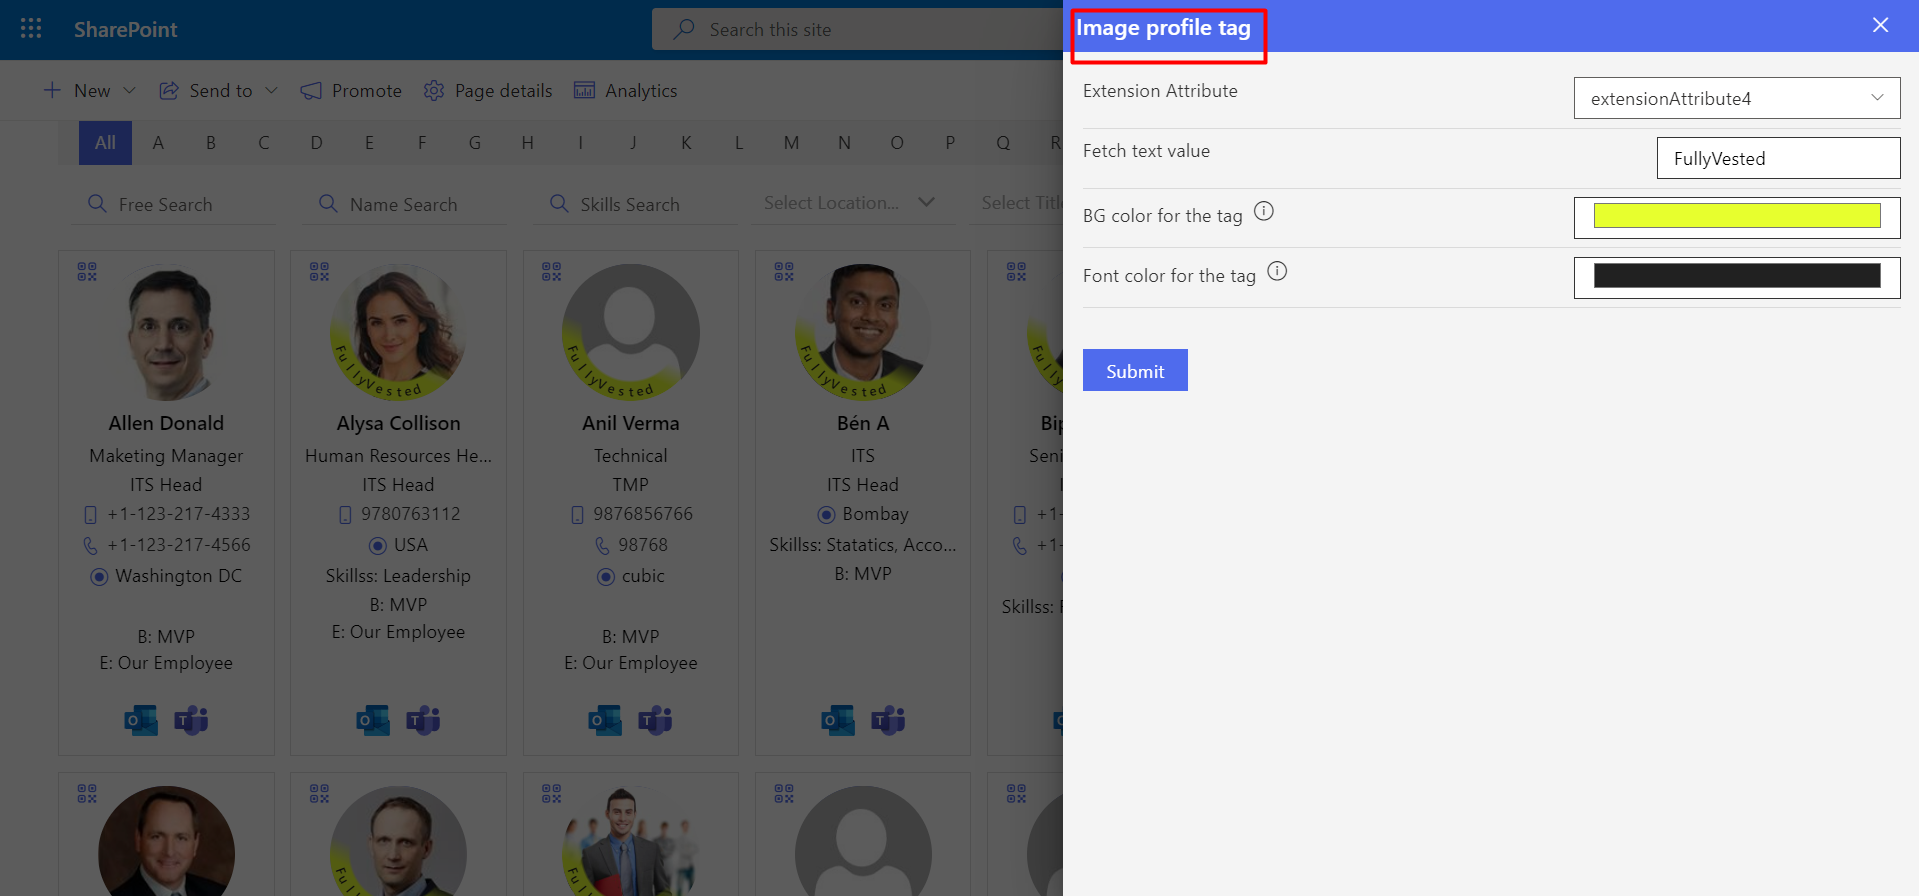 SharePoint
Search this site
Image profile tag
New
Send to
Promote
Page details
Analytics
All A B C D E F G H I J K L M N O P Q R
Free Search
Name Search
Skills Search
Select Location...
Select Titl
Extension Attribute
extensionAttribute4
Fetch text value
FullyVested
BG color for the tag
Font color for the tag
Submit
Allen Donald
Maketing Manager
ITS Head
+1-123-217-4333
+1-123-217-4566
Washington DC
B: MVP
E: Our Employee
FullyVested
Alysa Collison
Human Resources He...
ITS Head
9780763112
USA
Skillss: Leadership
B: MVP
E: Our Employee
FullyVested
Anil Verma
Technical
TMP
9876856766
98768
cubic
B: MVP
E: Our Employee
FullyVested
Bén A
ITS
ITS Head
Bombay
Skillss: Statatics, Acco...
B: MVP
Fully
Bip
Seni
+1-
+1-
Skillss: